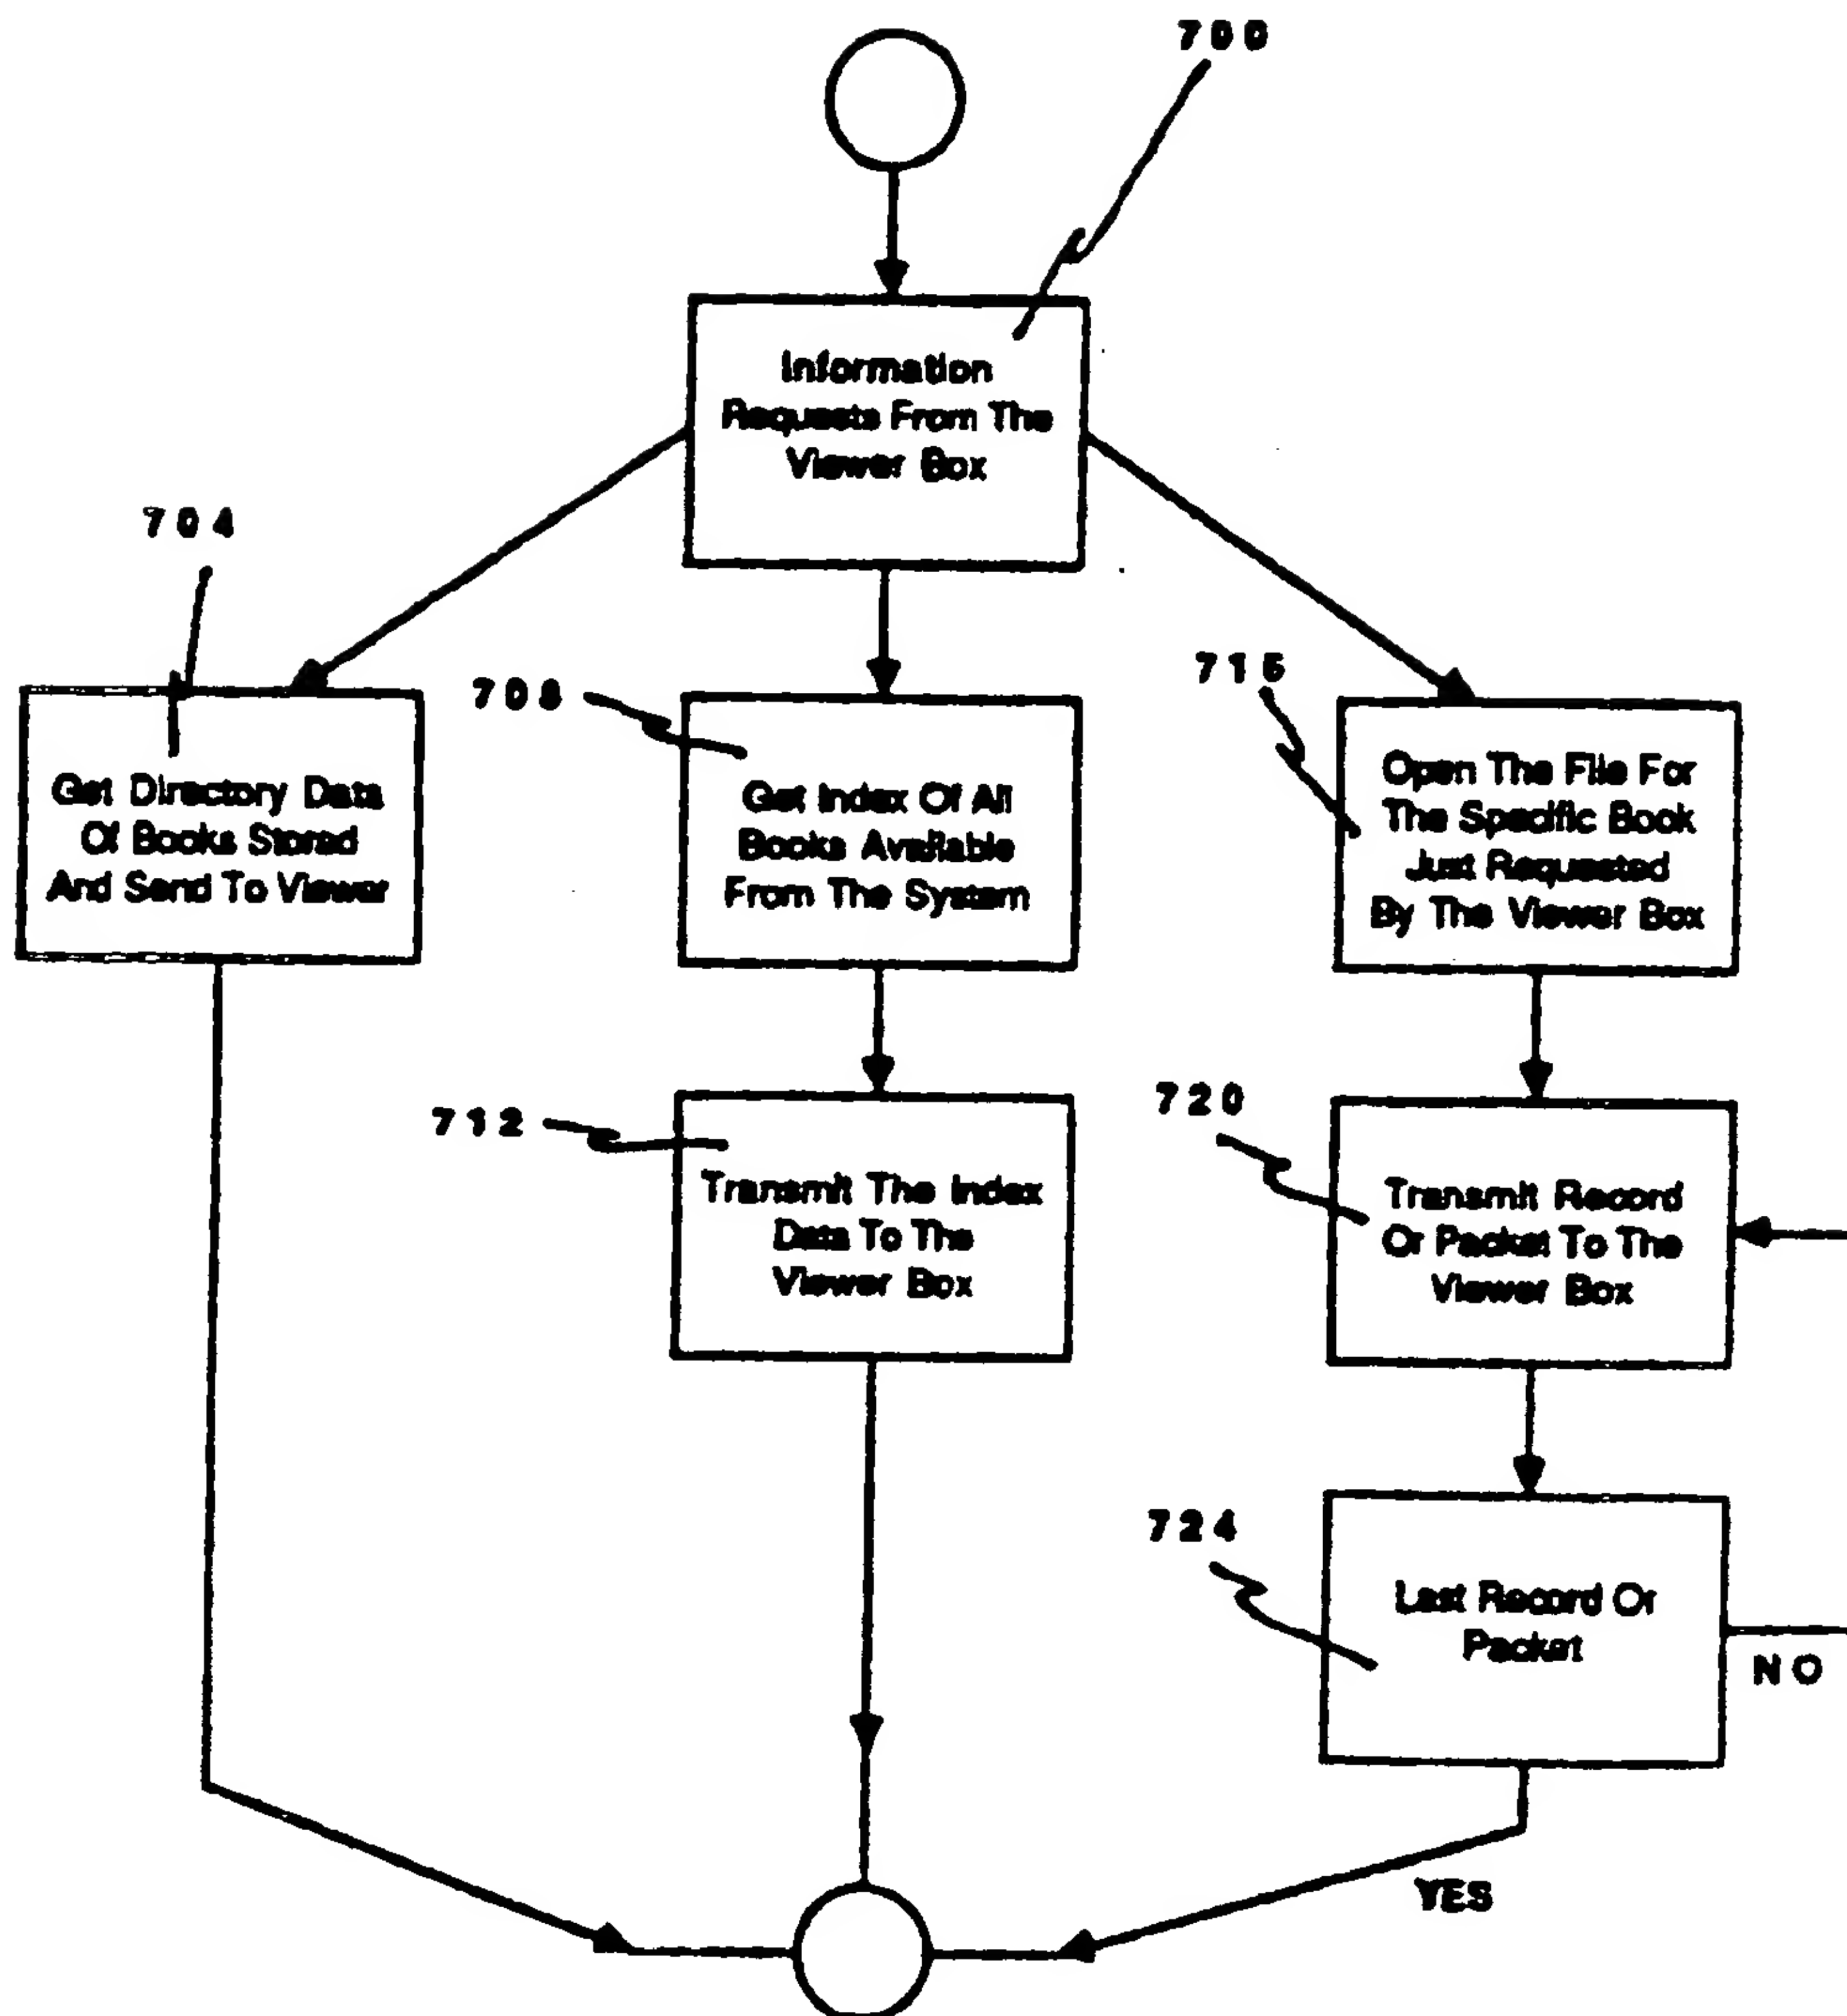 700
Information
Requests From The
Viewer Box
704
Get Directory Data
Of Books Stored
And Send To Viewer
708
Get Index Of All
Books Available
From The System
716
Open The File For
The Specific Book
Just Requested
By The Viewer Box
712
Transmit The Index
Data To The
Viewer Box
720
Transmit Record
Or Packet To The
Viewer Box
724
Last Record Or
Packet
NO
YES